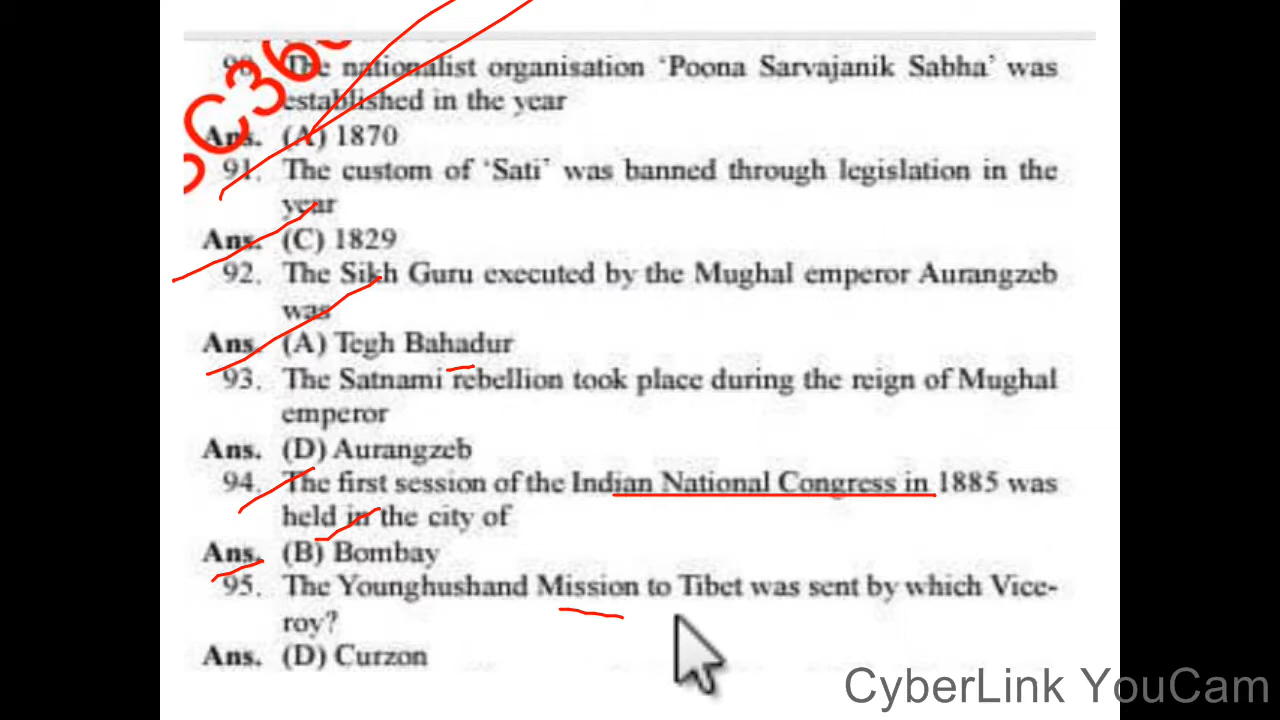 90. The nationalist organisation ‘Poona Sarvajanik Sabha’ was
established in the year
Ans. (A) 1870
91. The custom of ‘Sati’ was banned through legislation in the
year
Ans. (C) 1829
92. The Sikh Guru executed by the Mughal emperor Aurangzeb
was
Ans. (A) Tegh Bahadur
93. The Satnami rebellion took place during the reign of Mughal
emperor
Ans. (D) Aurangzeb
94. The first session of the Indian National Congress in 1885 was
held in the city of
Ans. (B) Bombay
95. The Younghushand Mission to Tibet was sent by which Vice-
roy?
Ans. (D) Curzon
CyberLink YouCam